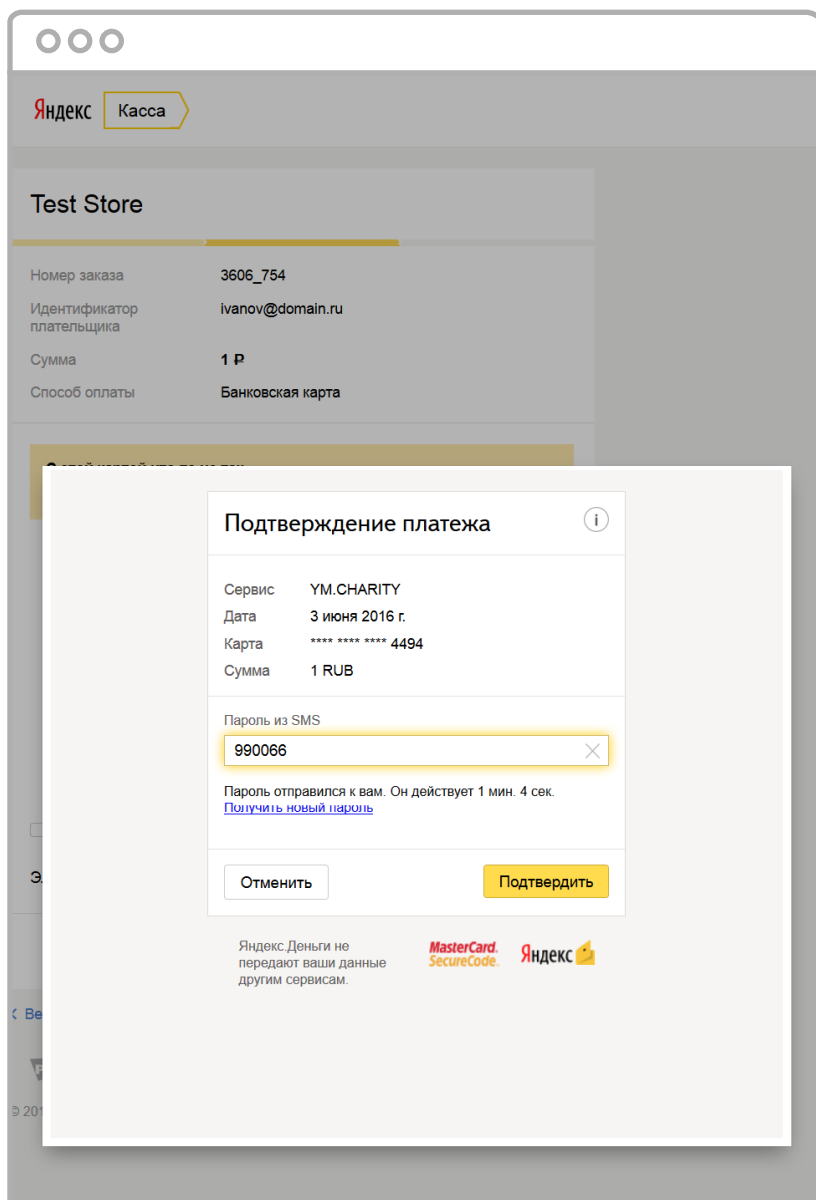 Яндекс Касса
Test Store
Номер заказа 3606_754
Идентификатор ivanov@domain.ru
плательщика
Сумма 1 ₽
Способ оплаты Банковская карта
Подтверждение платежа
Сервис YM.CHARITY
Дата 3 июня 2016 г.
Карта **** **** **** 4494
Сумма 1 RUB
Пароль из SMS
990066
Пароль отправился к вам. Он действует 1 мин. 4 сек.
Получить новый пароль
Отменить Подтвердить
Яндекс.Деньги не
передают ваши данные
другим сервисам.
MasterCard.
SecureCode.
Яндекс